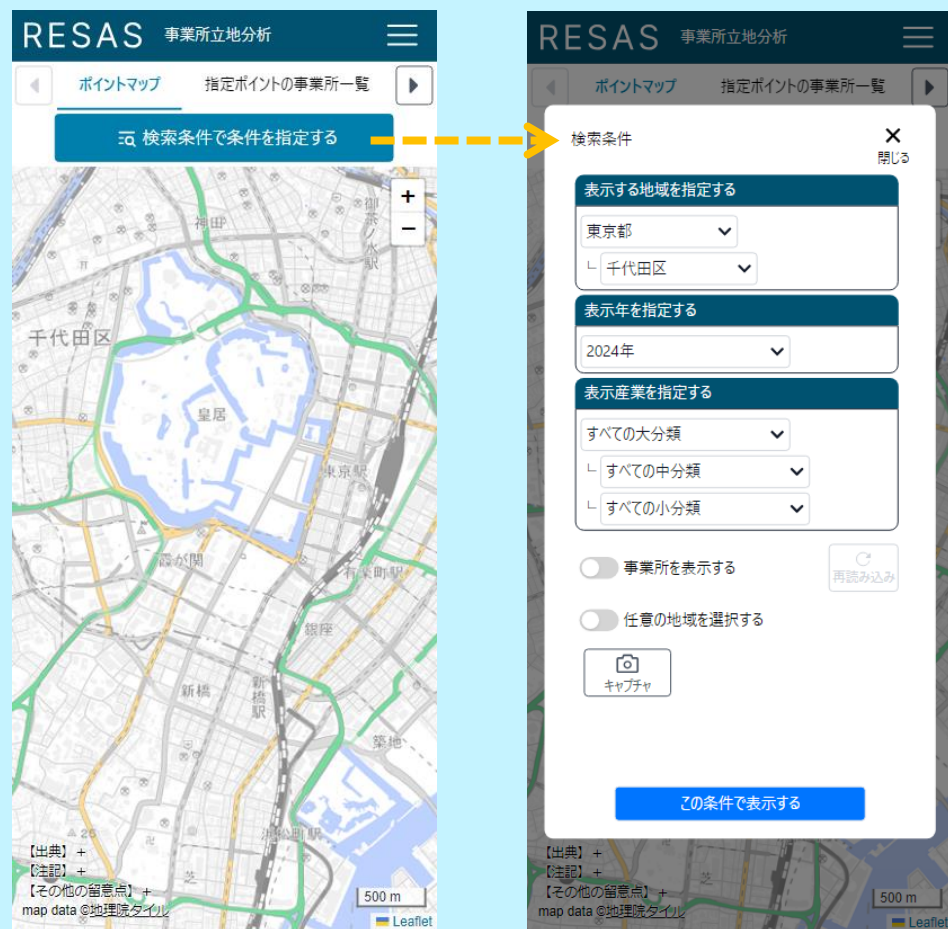 RESAS 事業所立地分析
ポイントマップ 指定ポイントの事業所一覧
検索条件で条件を指定する
+
−
御茶ノ水駅
神田
千代田区
皇居
東京駅
霞が関
有楽町駅
銀座
新橋
新橋駅
築地
浜松町駅
芝
【出典】 +
【注記】 +
【その他の留意点】 +
map data ©地理院タイル
500 m
Leaflet
RESAS 事業所立地分析
ポイントマップ 指定ポイントの事業所一覧
検索条件
閉じる
表示する地域を指定する
東京都
千代田区
表示年を指定する
2024年
表示産業を指定する
すべての大分類
すべての中分類
すべての小分類
事業所を表示する
再読み込み
任意の地域を選択する
キャプチャ
この条件で表示する
【出典】 +
【注記】 +
【その他の留意点】 +
map data ©地理院タイル
芝
500 m
Leaflet